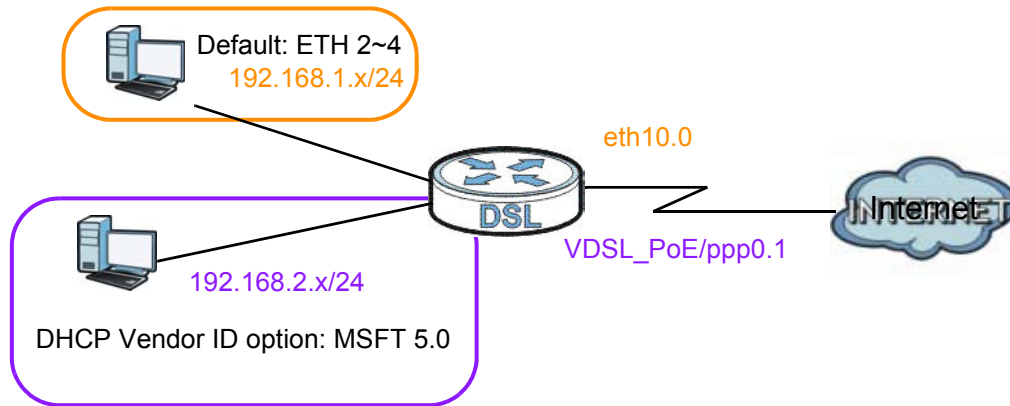 Default: ETH 2~4
192.168.1.x/24
eth10.0
DSL
Internet
INTERNET
VDSL_PoE/ppp0.1
192.168.2.x/24
DHCP Vendor ID option: MSFT 5.0